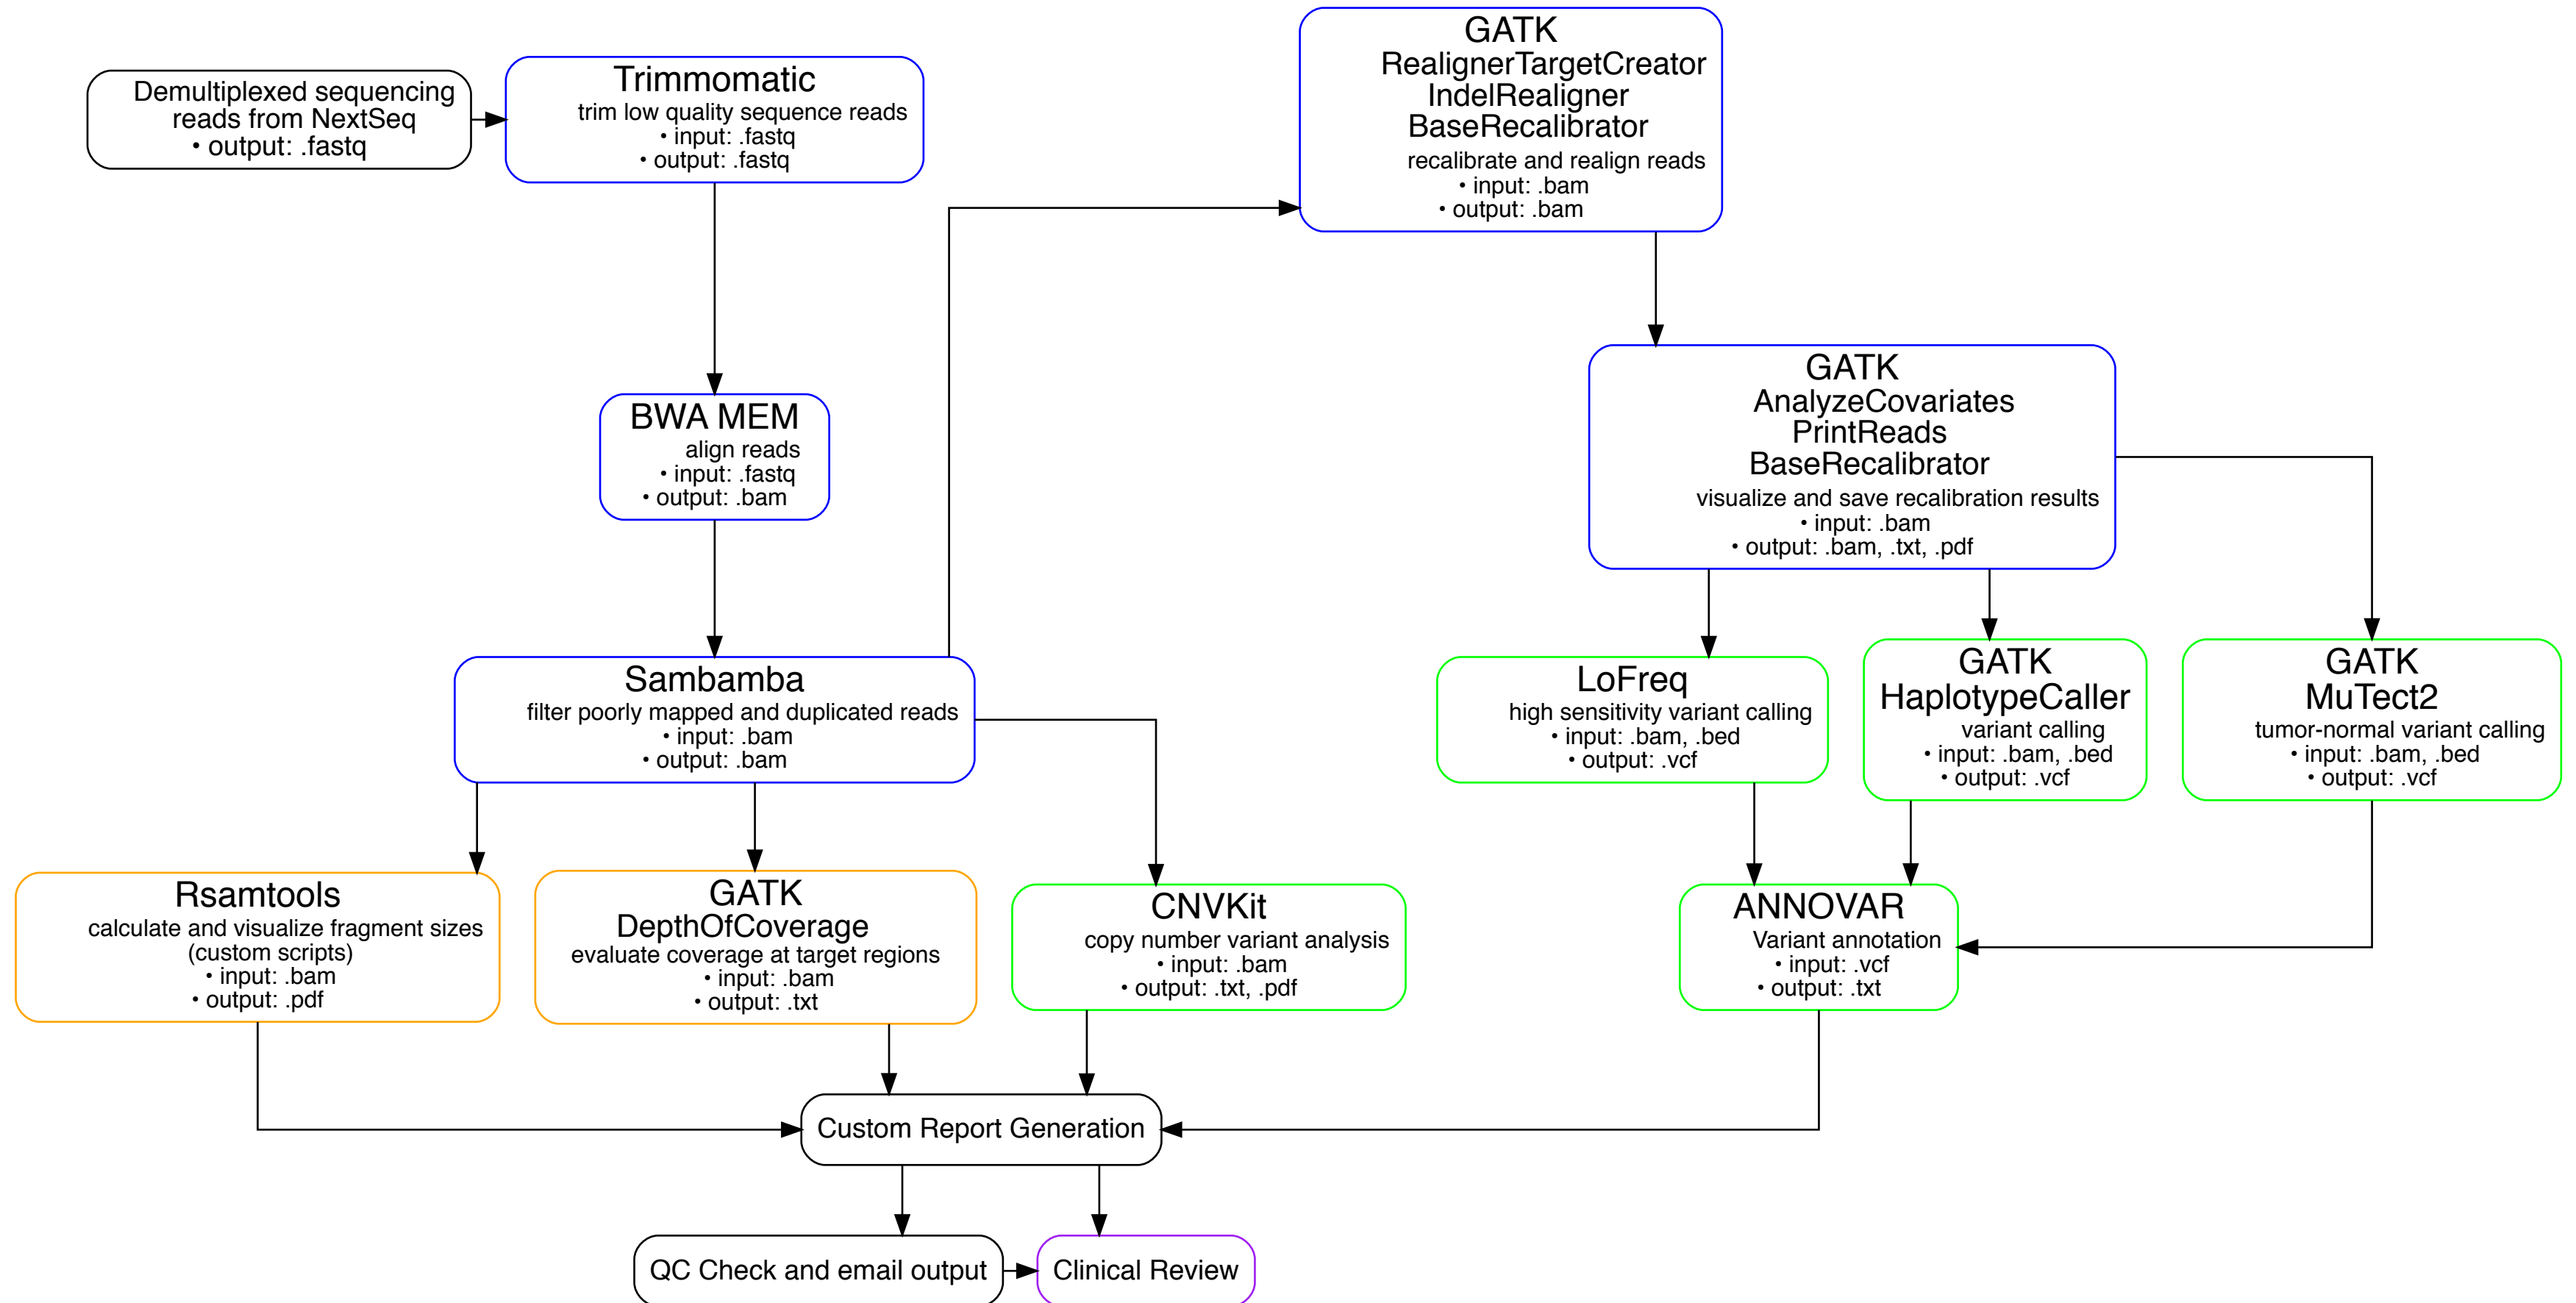 Demultiplexed sequencing
reads from NextSeq
• output: .fastq
Trimmomatic
trim low quality sequence reads
• input: .fastq
• output: .fastq
GATK
RealignerTargetCreator
IndelRealigner
BaseRecalibrator
recalibrate and realign reads
• input: .bam
• output: .bam
BWA MEM
align reads
• input: .fastq
• output: .bam
GATK
AnalyzeCovariates
PrintReads
BaseRecalibrator
visualize and save recalibration results
• input: .bam
• output: .bam, .txt, .pdf
Sambamba
filter poorly mapped and duplicated reads
• input: .bam
• output: .bam
LoFreq
high sensitivity variant calling
• input: .bam, .bed
• output: .vcf
GATK
HaplotypeCaller
variant calling
• input: .bam, .bed
• output: .vcf
GATK
MuTect2
tumor-normal variant calling
• input: .bam, .bed
• output: .vcf
Rsamtools
calculate and visualize fragment sizes
(custom scripts)
• input: .bam
• output: .pdf
GATK
DepthOfCoverage
evaluate coverage at target regions
• input: .bam
• output: .txt
CNVKit
copy number variant analysis
• input: .bam
• output: .txt, .pdf
ANNOVAR
Variant annotation
• input: .vcf
• output: .txt
Custom Report Generation
QC Check and email output
Clinical Review